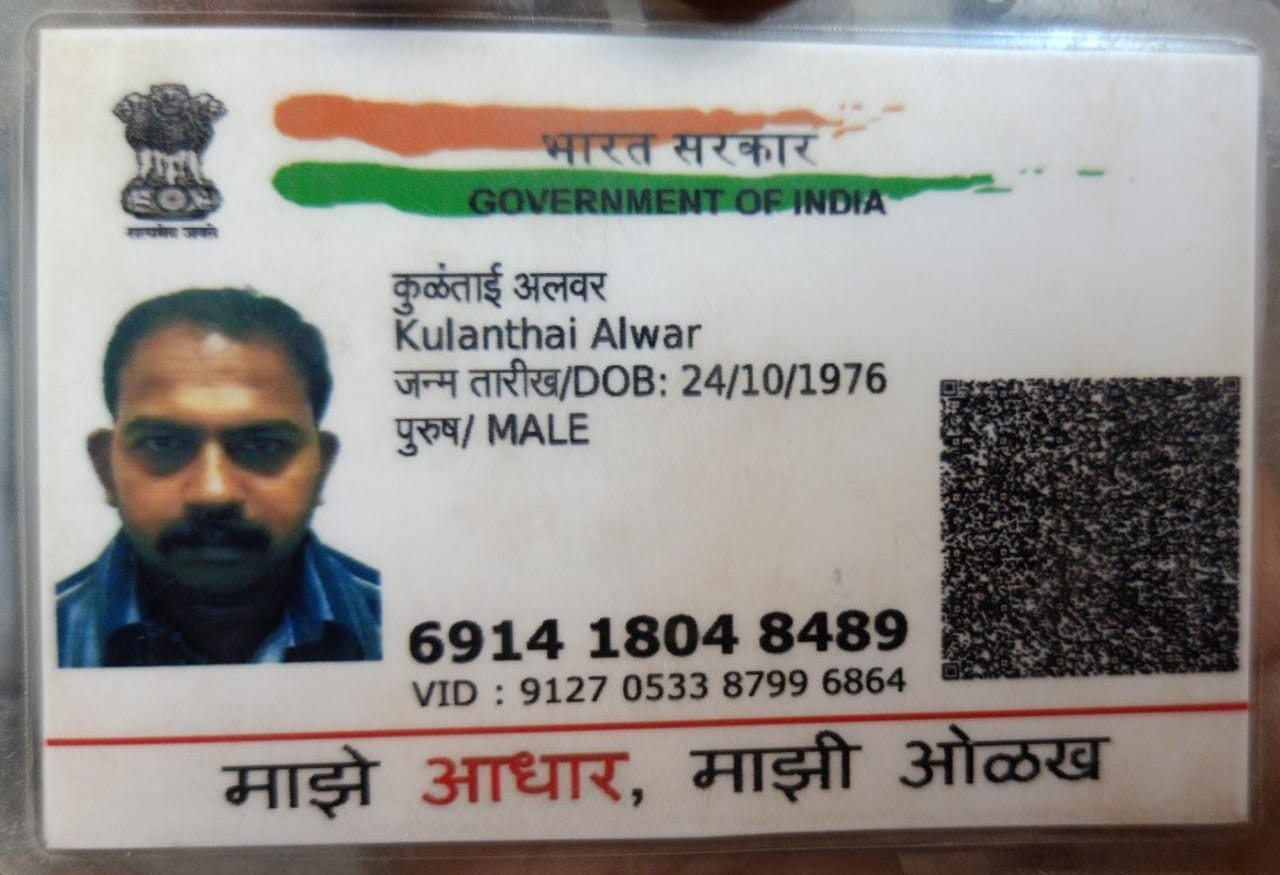 भारत सरकार
GOVERNMENT OF INDIA
सत्यमेव जयते
कुळंताई अलवर
Kulanthai Alwar
जन्म तारीख/DOB: 24/10/1976
पुरुष/ MALE
6914 1804 8489
VID : 9127 0533 8799 6864
माझे आधार, माझी ओळख